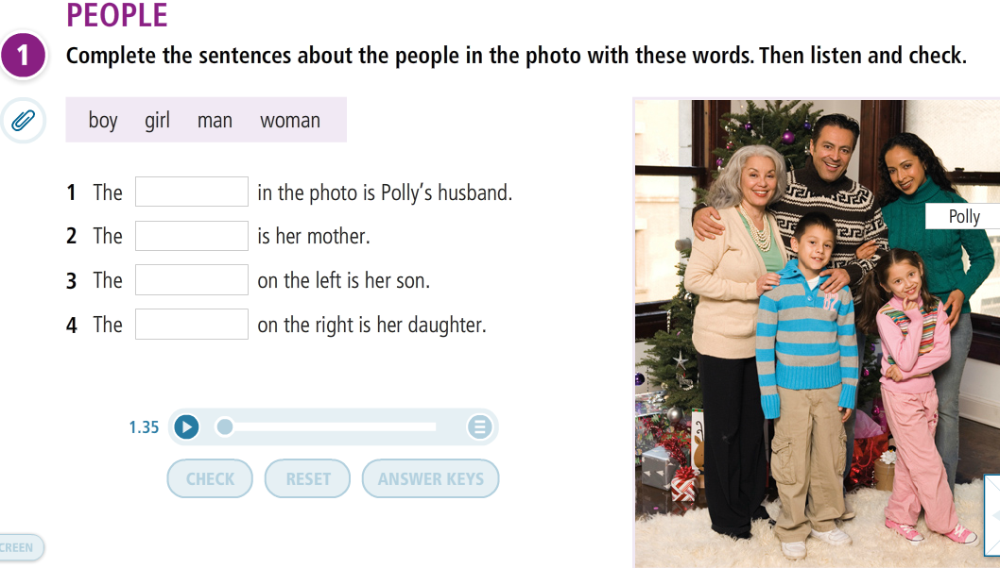 PEOPLE
1 Complete the sentences about the people in the photo with these words. Then listen and check.
boy girl man woman
1 The in the photo is Polly's husband.
2 The is her mother.
3 The on the left is her son.
4 The on the right is her daughter.
Polly
82
1.35
CHECK RESET ANSWER KEYS
CREEN